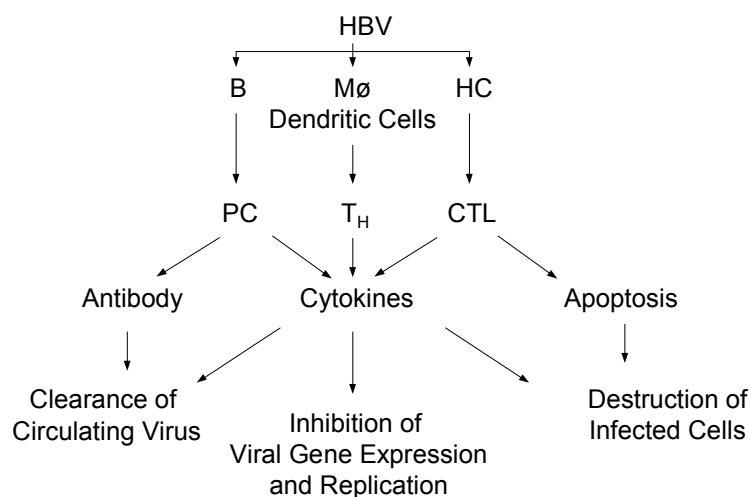 HBV
B
Mø
HC
Dendritic Cells
PC
TH
CTL
Antibody
Cytokines
Apoptosis
Clearance of
Circulating Virus
Inhibition of
Viral Gene Expression
and Replication
Destruction of
Infected Cells